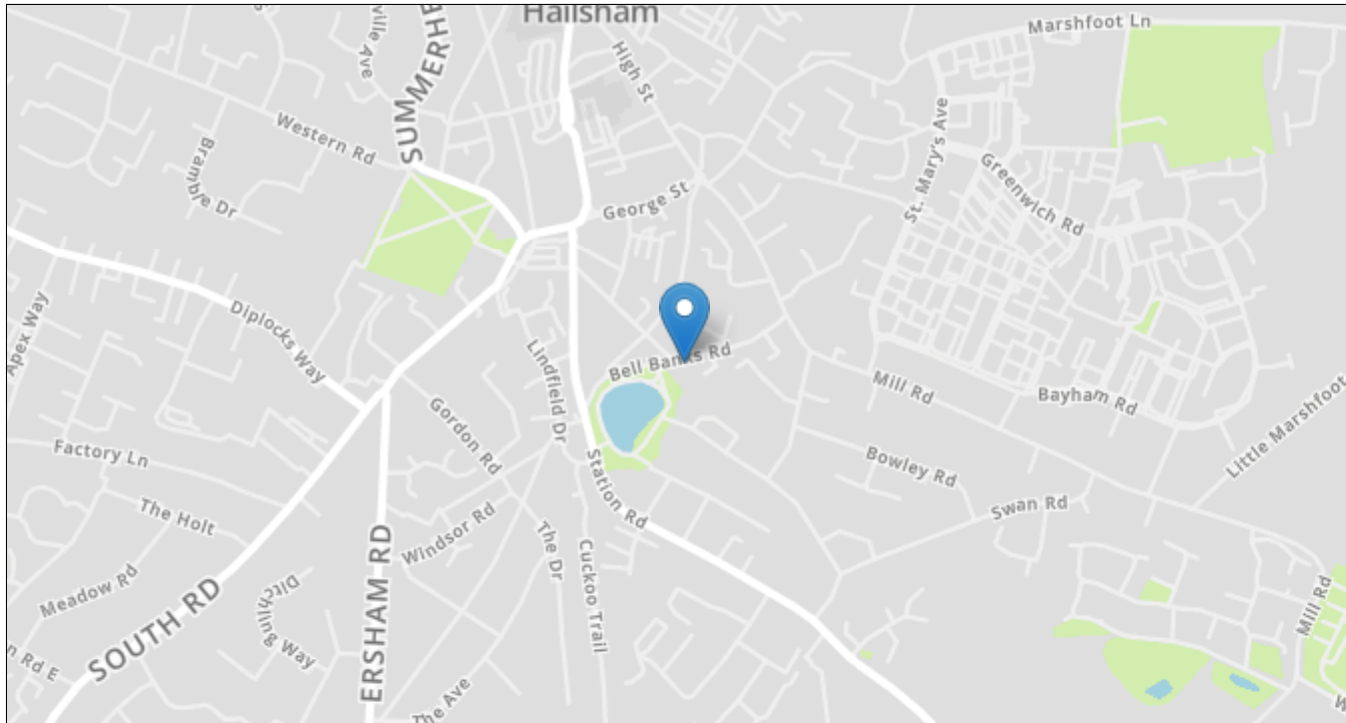 Hailsham
Marshfoot Ln
ville Ave
SUMMERHE
High St
Western Rd
St. Mary's Ave
Bramble Dr
Greenwich Rd
George St
Apex Way
Diplocks Way
Lindfield Dr
Bell Banks Rd
Mill Rd
Bayham Rd
Gordon Rd
Little Marshfoot
Factory Ln
Bowley Rd
Station Rd
The Holt
Windsor Rd
Swan Rd
The Dr
Cuckoo Trail
Meadow Rd
Ditchling Way
SOUTH RD
ERSHAM RD
Mill Rd
n Rd E
The Ave
W